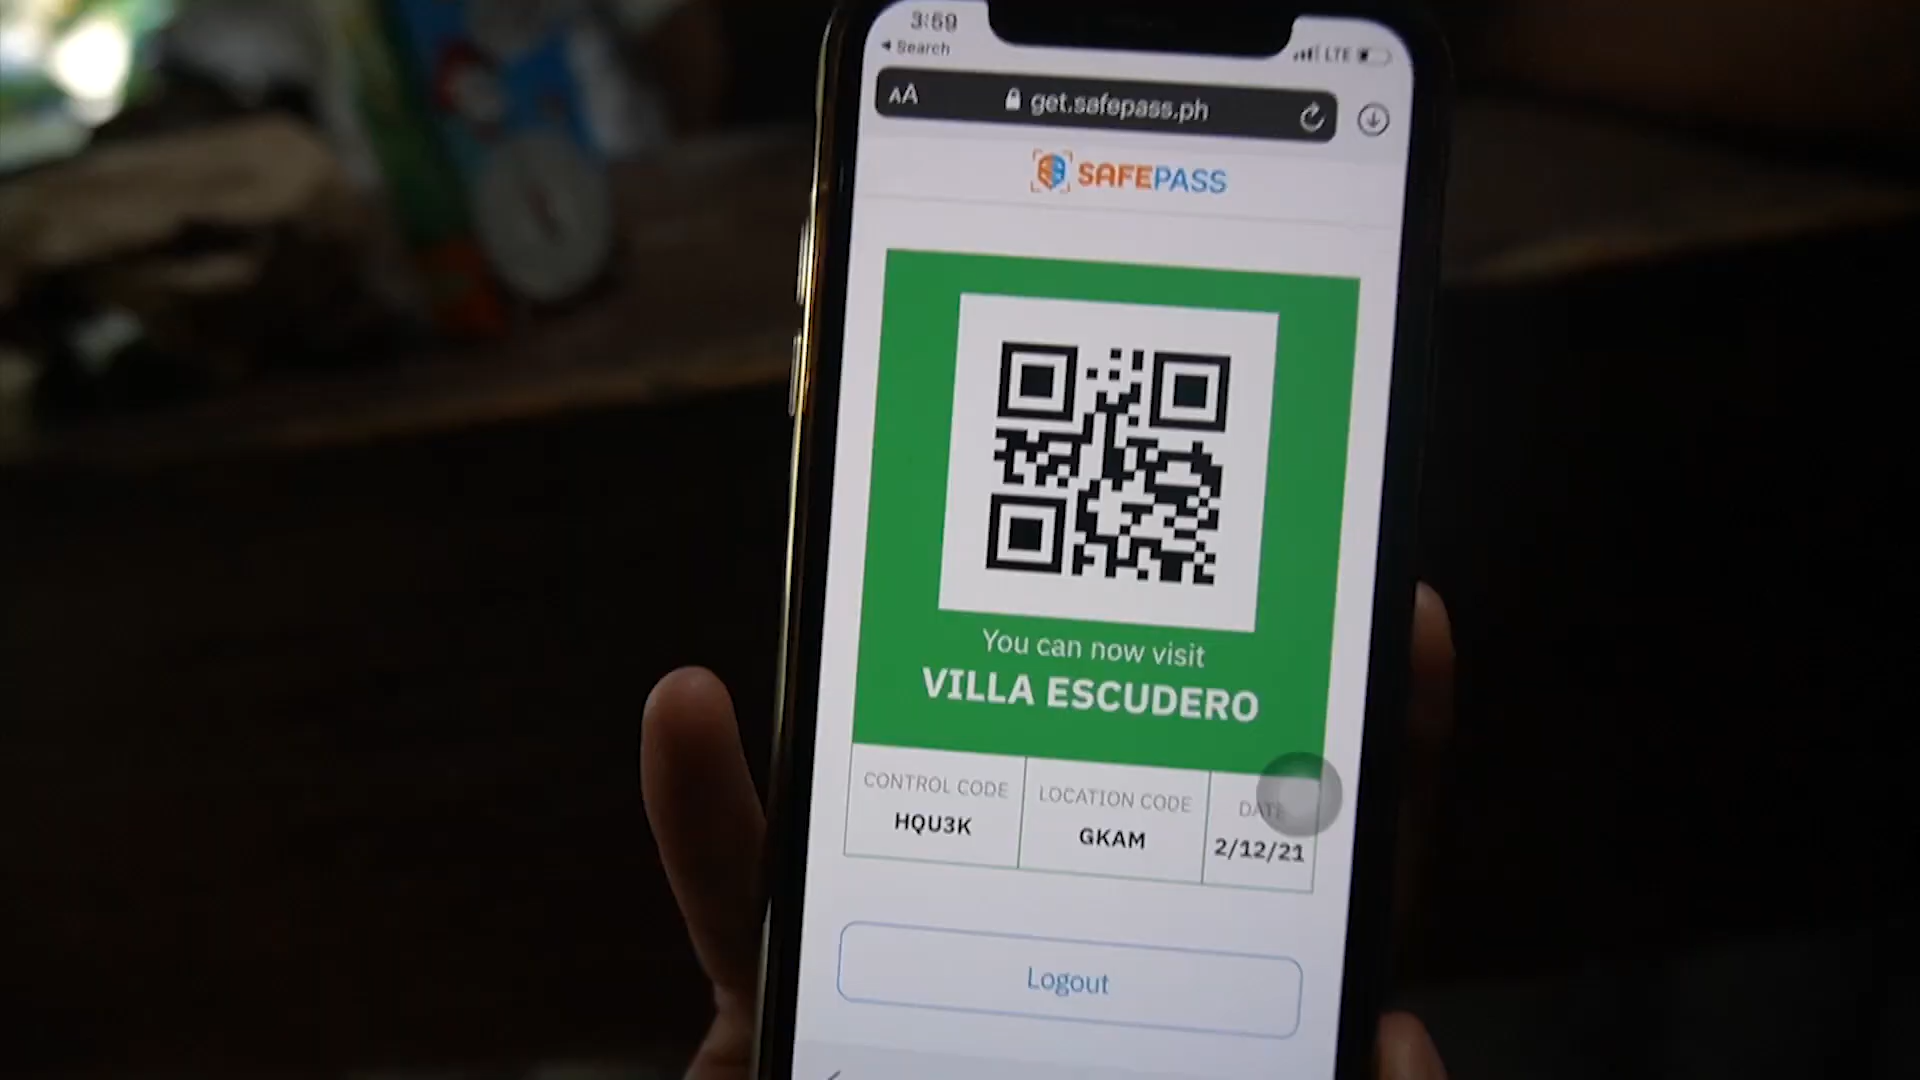 3:59
◀ Search
LTE
AA get.safepass.ph
SAFEPASS
You can now visit
VILLA ESCUDERO
CONTROL CODE
HQU3K
LOCATION CODE
GKAM
DATE
2/12/21
Logout